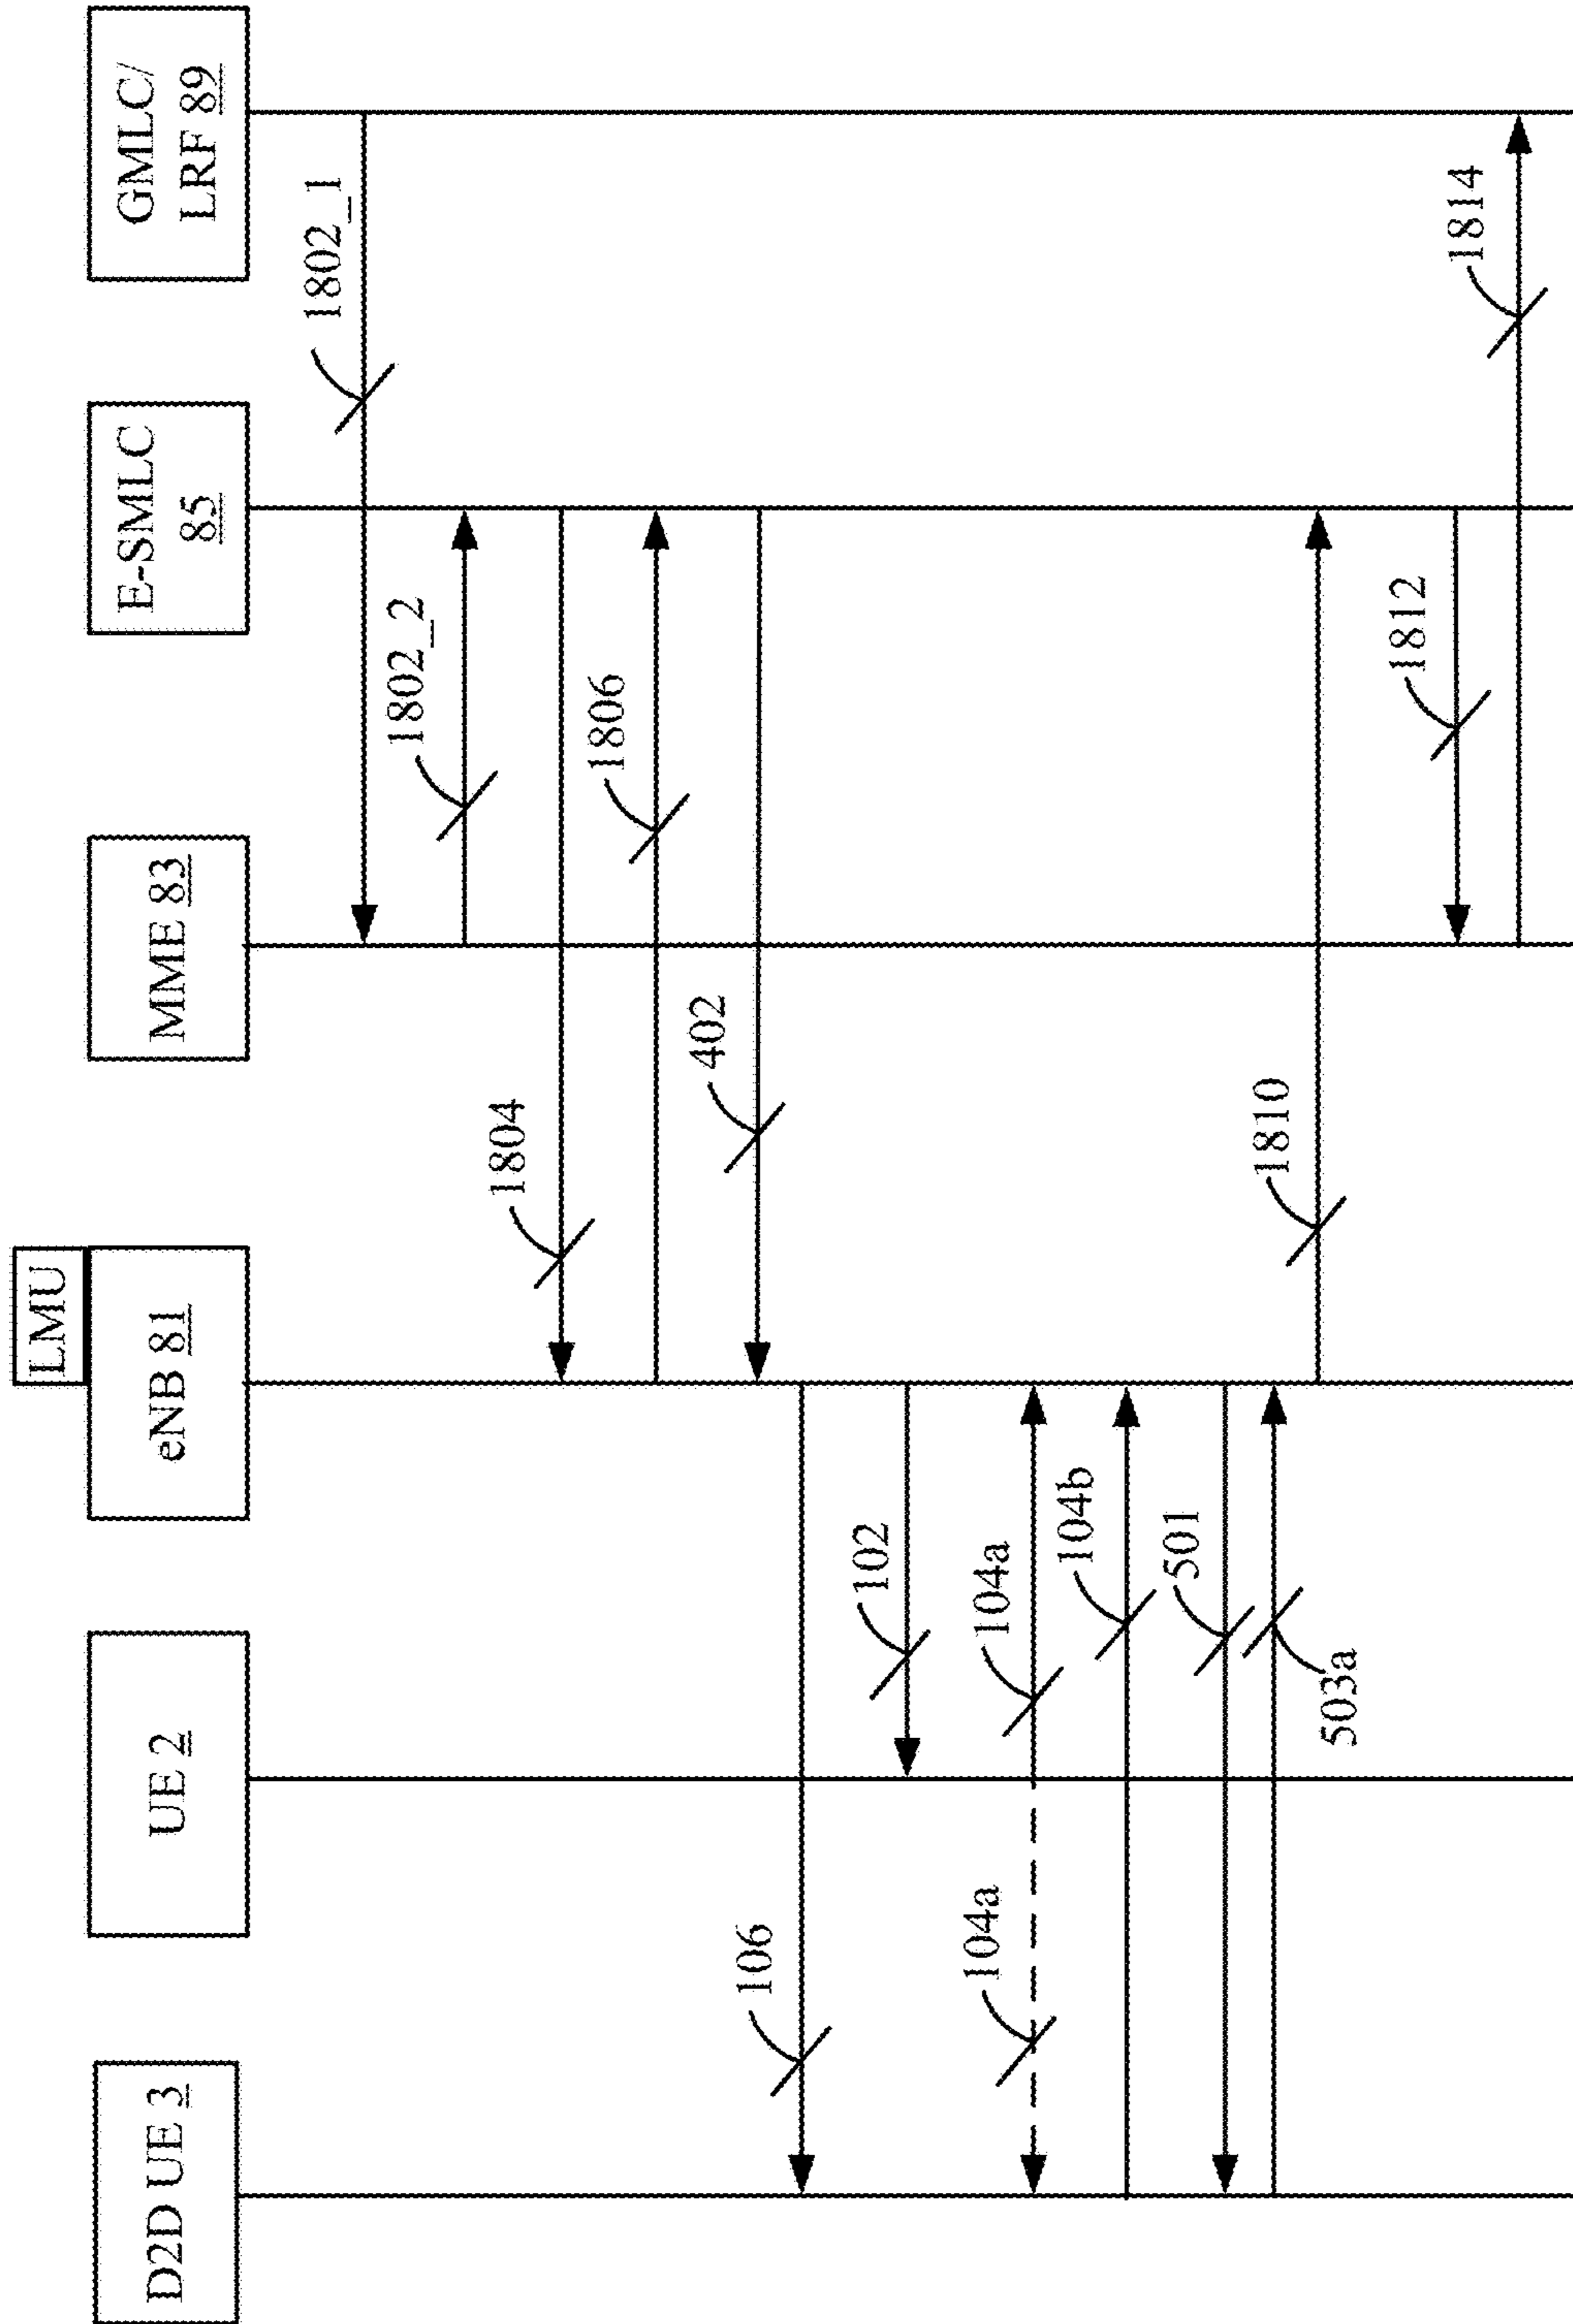 D2D UE 3
UE 2
LMU
eNB 81
MME 83
E-SMLC
85
GMLC/
LRF 89
1802_1
1802_2
1804
1806
402
106
102
104a
104a
104b
501
503a
1810
1812
1814